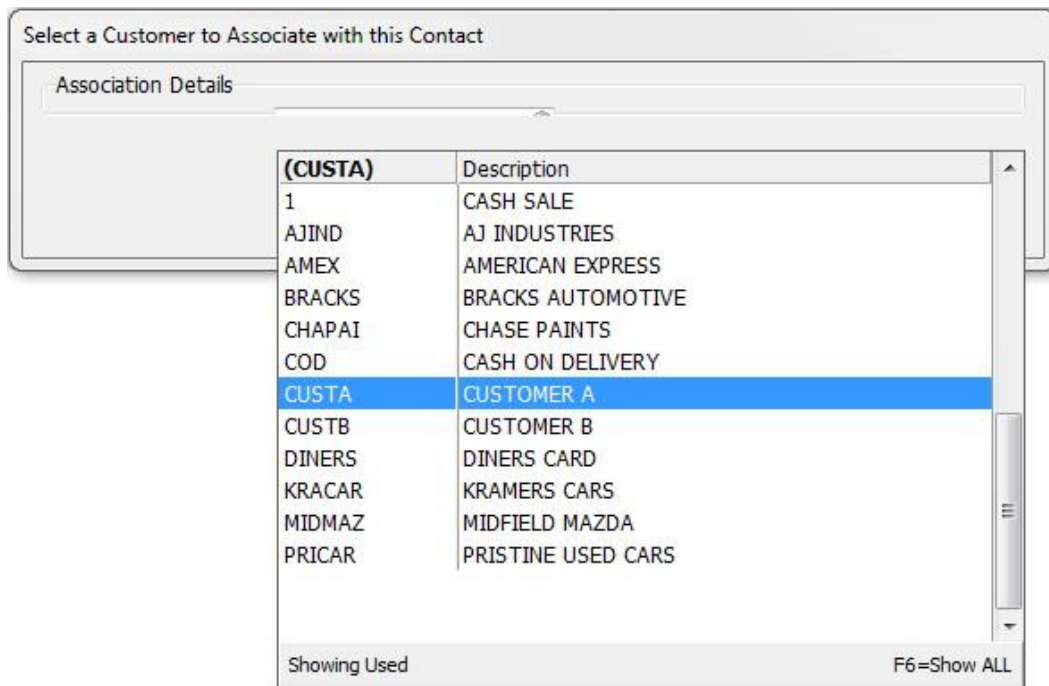 Select a Customer to Associate with this Contact
Association Details
(CUSTA) Description
1 CASH SALE
AJIND AJ INDUSTRIES
AMEX AMERICAN EXPRESS
BRACKS BRACKS AUTOMOTIVE
CHAPAI CHASE PAINTS
COD CASH ON DELIVERY
CUSTA CUSTOMER A
CUSTB CUSTOMER B
DINERS DINERS CARD
KRACAR KRAMERS CARS
MIDMAZ MIDFIELD MAZDA
PRICAR PRISTINE USED CARS
Showing Used F6=Show ALL